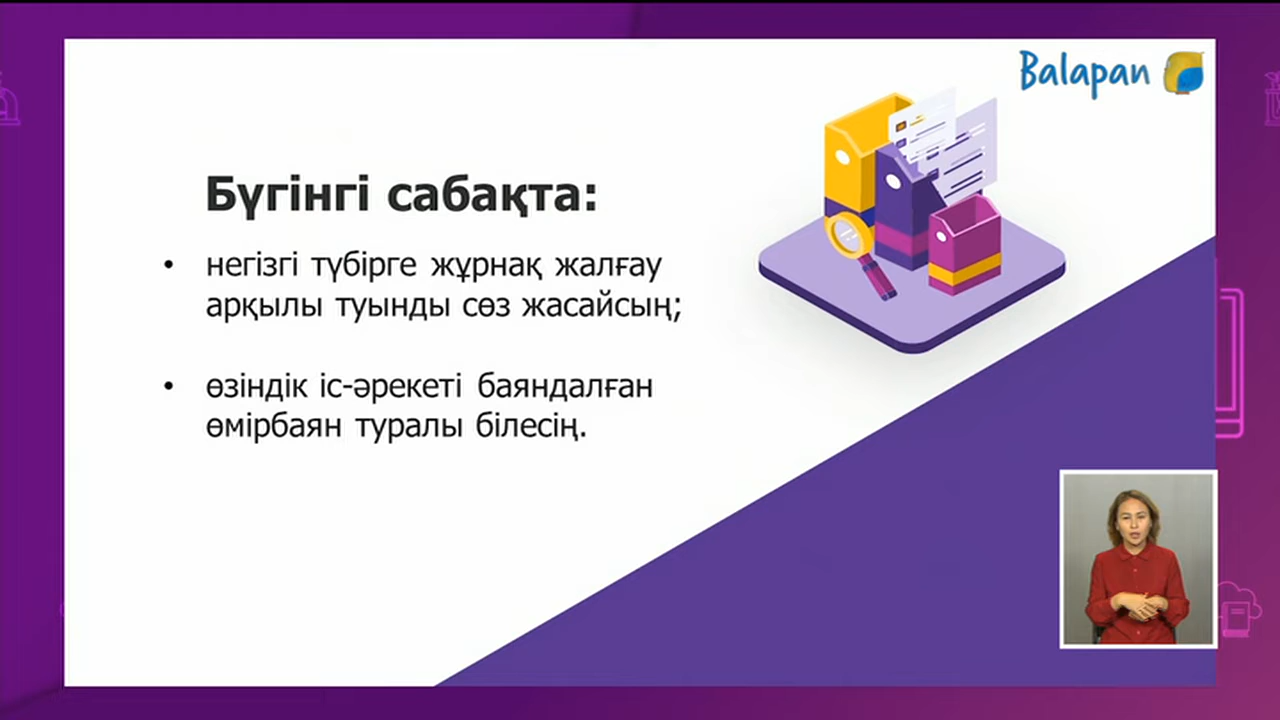 Balapan
Бүгінгі сабақта:
• негізгі түбірге жұрнақ жалғау
арқылы туынды сөз жасайсың;
• өзіндік іс-әрекеті баяндалған
өмірбаян туралы білесің.